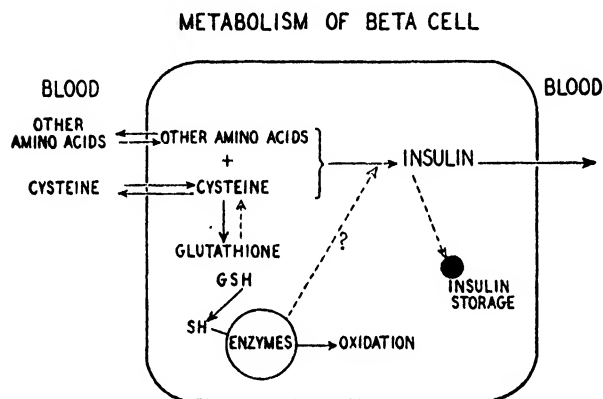 METABOLISM OF BETA CELL
BLOOD
BLOOD
OTHER
AMINO ACIDS
OTHER AMINO ACIDS
+
CYSTEINE
CYSTEINE
INSULIN
GLUTATHIONE
GSH
?
SH
ENZYMES
OXIDATION
INSULIN
STORAGE